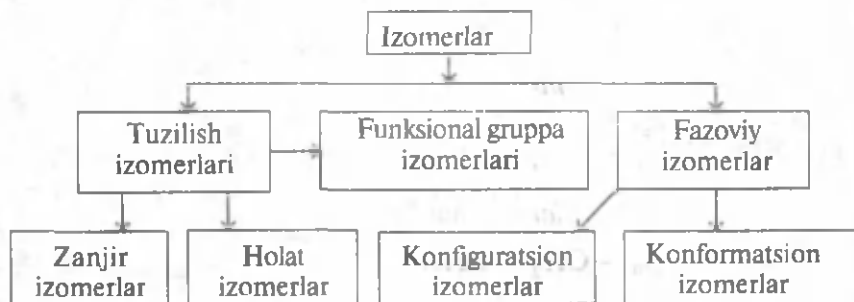 Izomerlar
Tuzilish
izomerlari
Funksional gruppa
izomerlari
Fazoviy
izomerlar
Zanjir
izomerlar
Holat
izomerlar
Konfiguratsion
izomerlar
Konformatsion
izomerlar